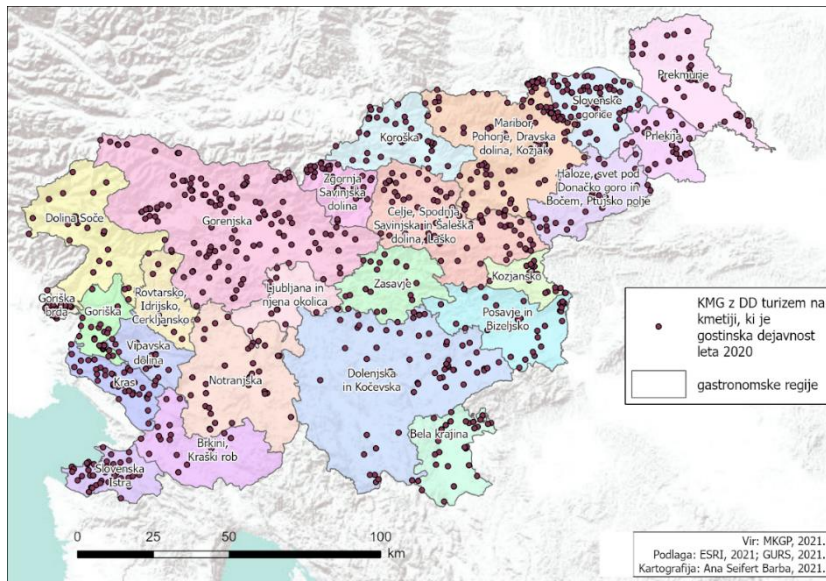 Prekmurje
Slovenske
gorice
Koroška
Maribor,
Pohorje, Dravska
dolina, Kozjak
Prlekija
Zgornja
Savinjska
dolina
Haloze, svet pod
Donačko goro in
Bočem, Ptujsko polje
Dolina Soče
Gorenjska
Celje, Spodnja
Savinjska in Šaleška
dolina, Laško
Kozjansko
Zasavje
Ljubljana in
njena okolica
Rovtarsko,
Idrijsko,
Cerkljansko
Goriška
brda
Goriška
Posavje in
Bizeljsko
Vipavska
dolina
Kras
Notranjska
Dolenjska
in Kočevska
Bela krajina
Brkini,
Kraški rob
Slovenska
Istra
KMG z DD turizem na
kmetiji, ki je
gostinska dejavnost
leta 2020
gastronomske regije
0 25 50 100
km
Vir: MKGP, 2021.
Podlaga: ESRI, 2021; GURS, 2021.
Kartografija: Ana Seifert Barba, 2021.